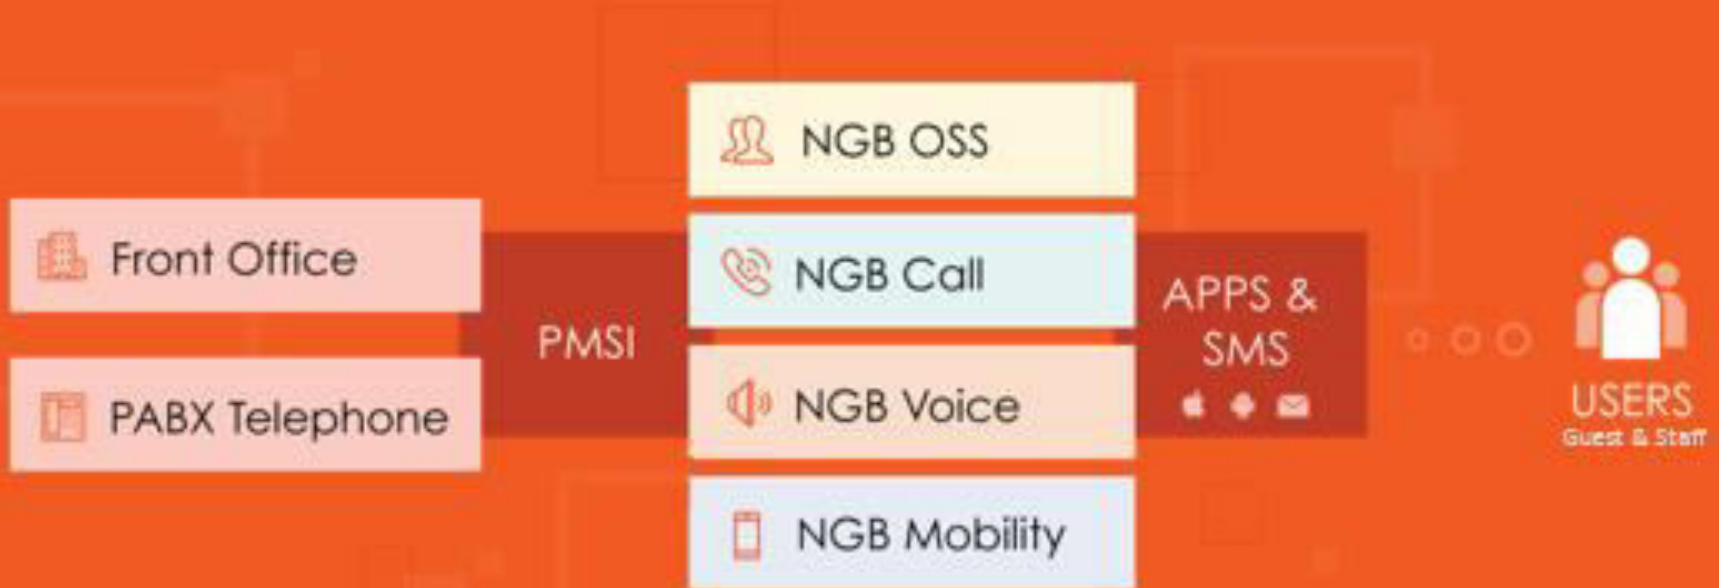 Front Office
PABX Telephone
PMSI
NGB OSS
NGB Call
NGB Voice
NGB Mobility
APPS &
SMS
USERS
Guest & Staff